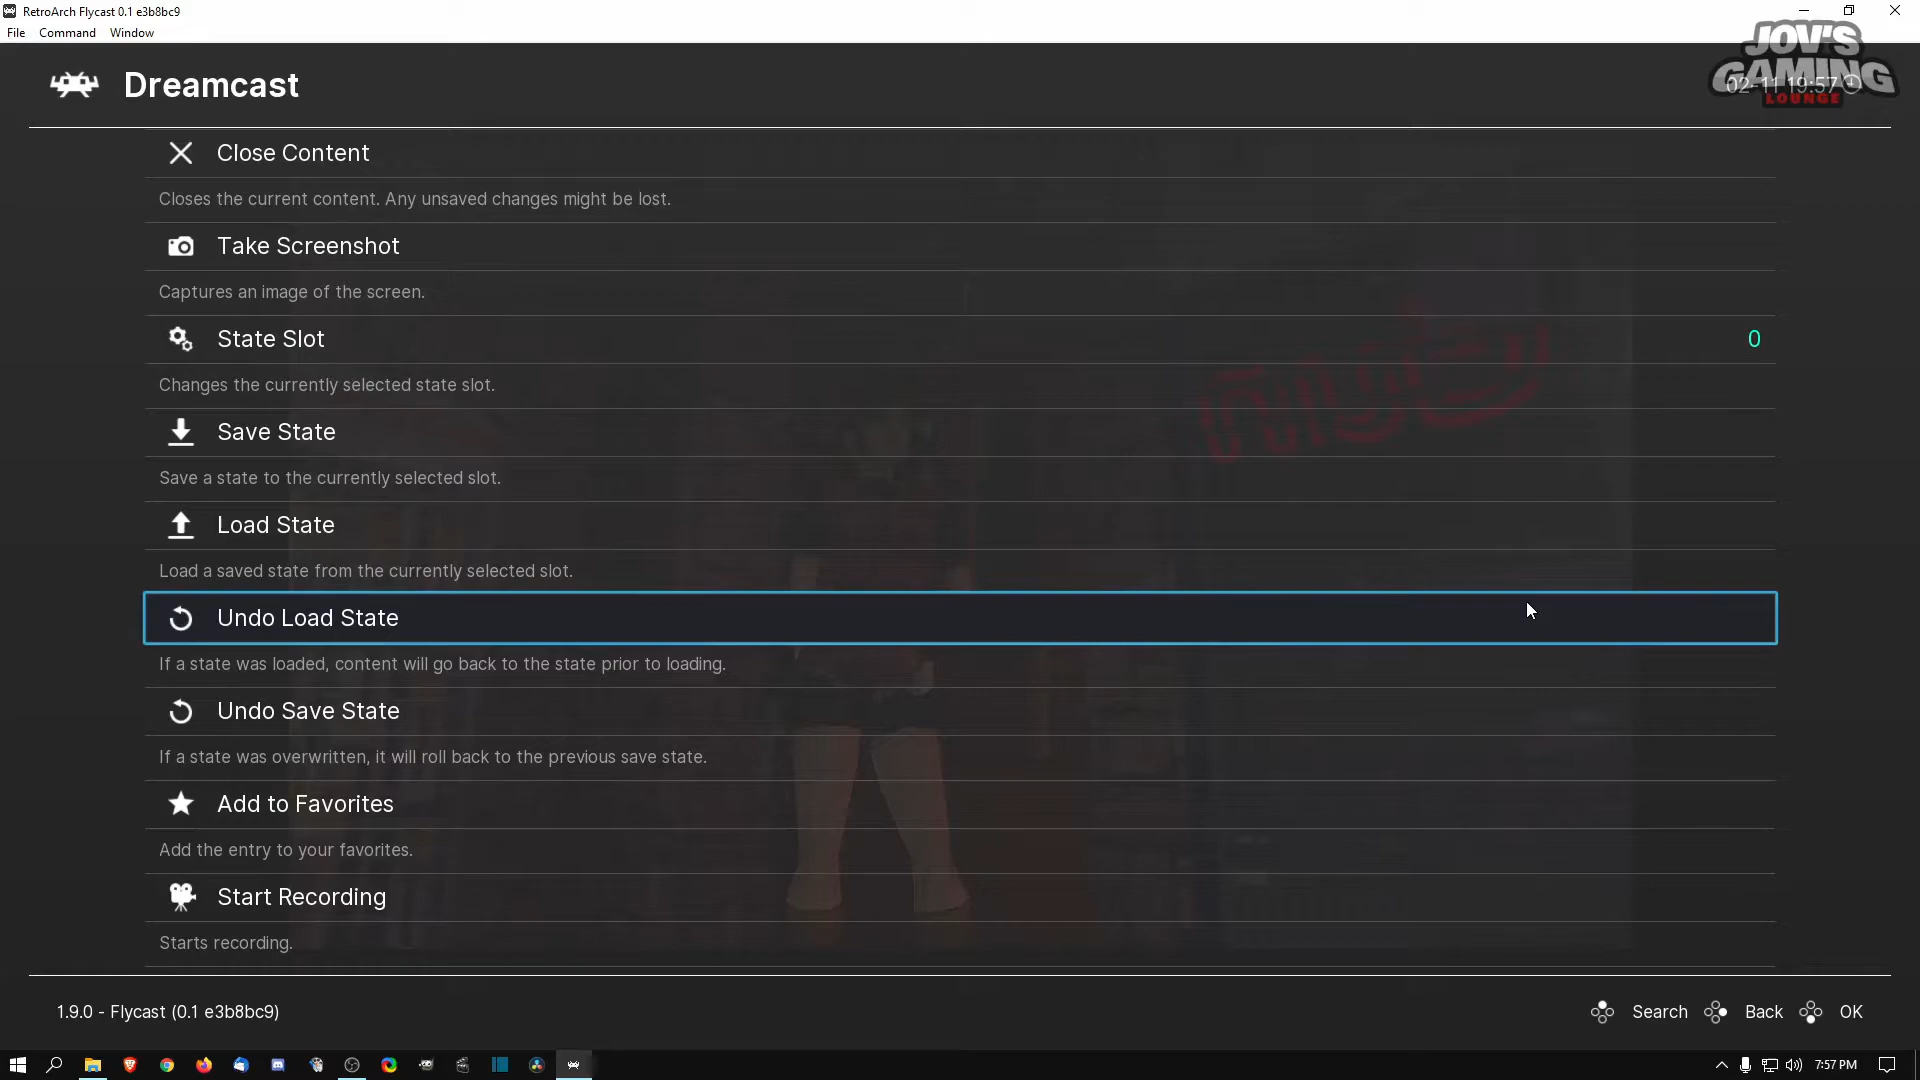 RetroArch Flycast 0.1 e3b8bc9
File Command Window
JOV'S
GAMING
LOUNGE
Dreamcast
02-11 19:57
Close Content
Closes the current content. Any unsaved changes might be lost.
Take Screenshot
Captures an image of the screen.
State Slot 0
Changes the currently selected state slot.
Save State
Save a state to the currently selected slot.
Load State
Load a saved state from the currently selected slot.
Undo Load State
If a state was loaded, content will go back to the state prior to loading.
Undo Save State
If a state was overwritten, it will roll back to the previous save state.
Add to Favorites
Add the entry to your favorites.
Start Recording
Starts recording.
1.9.0 - Flycast (0.1 e3b8bc9) Search Back OK
7:57 PM